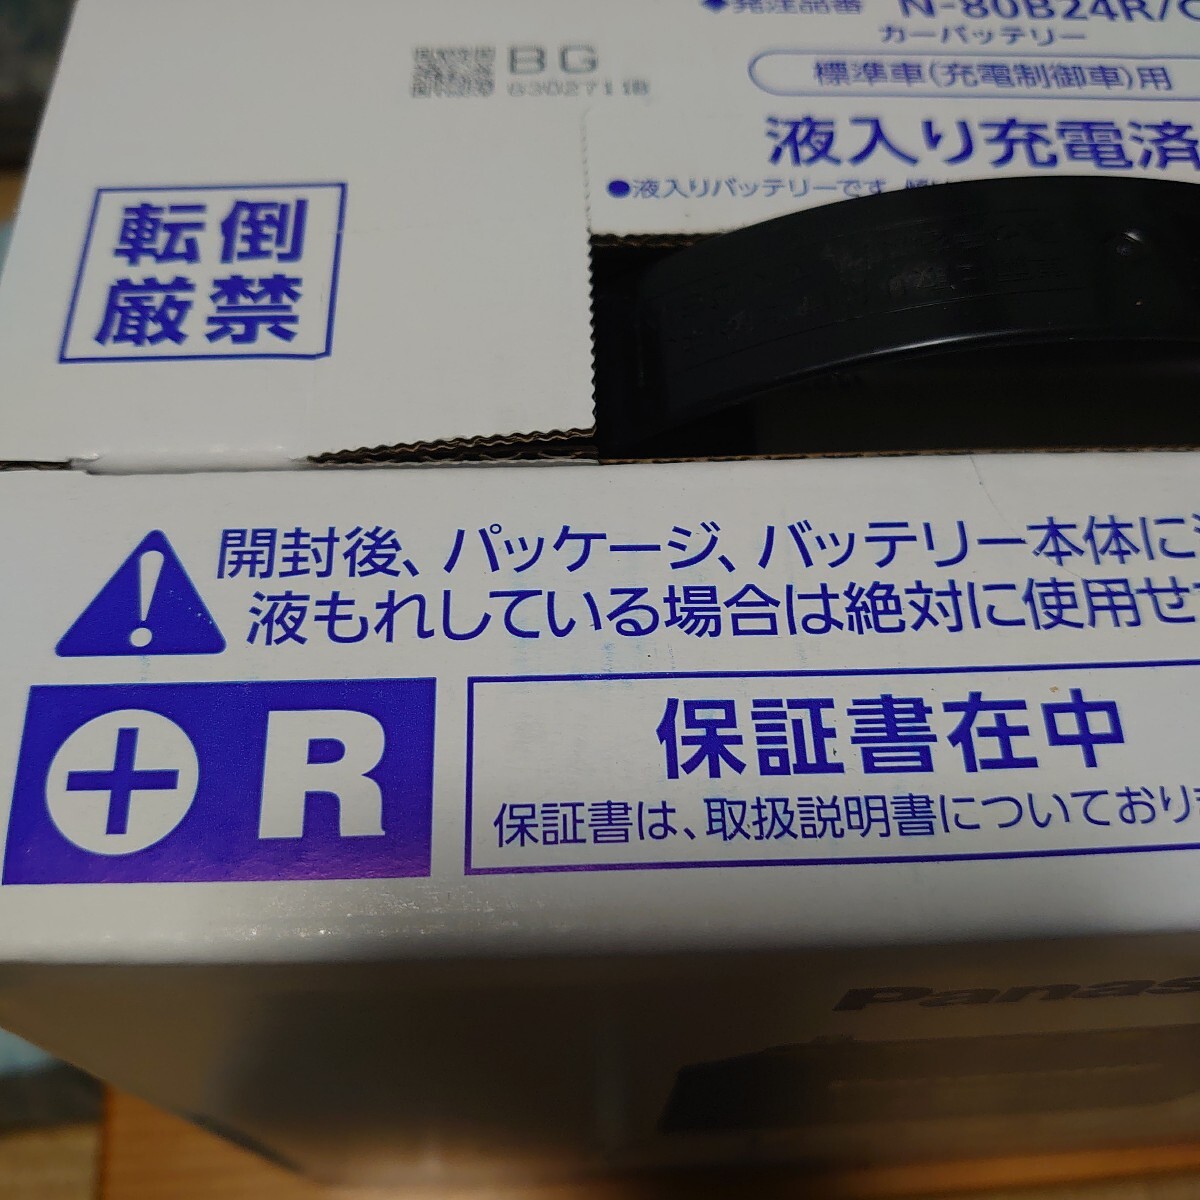 ◆発注品番 N-80B24R/C
カーバッテリー
標準車(充電制御車)用
BG
液入り充電済
●液入りバッテリーです
転倒
厳禁
開封後、パッケージ、バッテリー本体に
液もれしている場合は絶対に使用せ
+ R
保証書在中
保証書は、取扱説明書についており
Panas